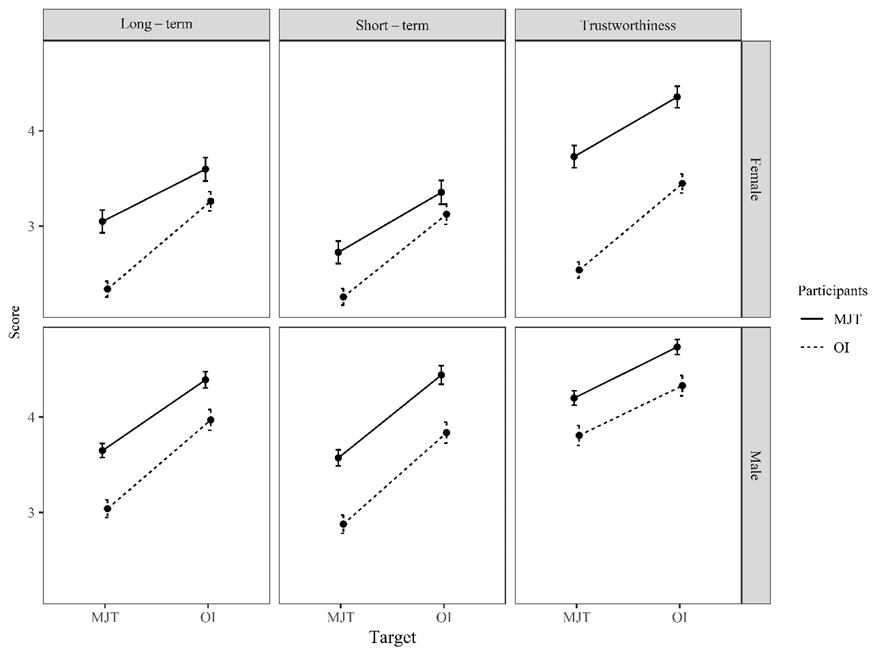 Long – term Short – term Trustworthiness
4
3
Female
Score
4
3
Male
MJT OI MJT OI MJT OI
Target
Participants
MJT
OI